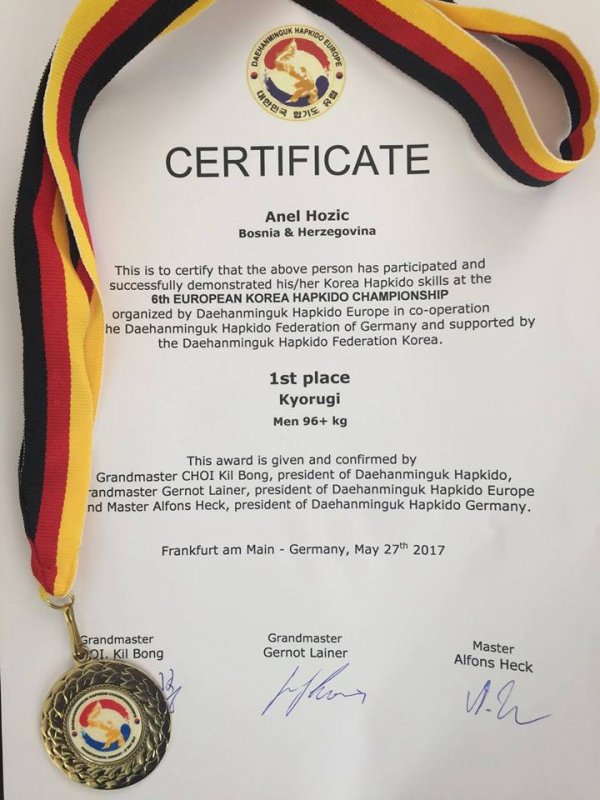 DAEHANMINGUK HAPKIDO EUROPE
대한민국 합기도 유럽
CERTIFICATE
Anel Hozic
Bosnia & Herzegovina
This is to certify that the above person has participated and
successfully demonstrated his/her Korea Hapkido skills at the
6th EUROPEAN KOREA HAPKIDO CHAMPIONSHIP
organized by Daehanminguk Hapkido Europe in co-operation
he Daehanminguk Hapkido Federation of Germany and supported by
the Daehanminguk Hapkido Federation Korea.
1st place
Kyorugi
Men 96+ kg
This award is given and confirmed by
Grandmaster CHOI Kil Bong, president of Daehanminguk Hapkido,
randmaster Gernot Lainer, president of Daehanminguk Hapkido Europe
nd Master Alfons Heck, president of Daehanminguk Hapkido Germany.
Frankfurt am Main - Germany, May 27th 2017
Grandmaster
CHOI. Kil Bong
Grandmaster
Gernot Lainer
Master
Alfons Heck